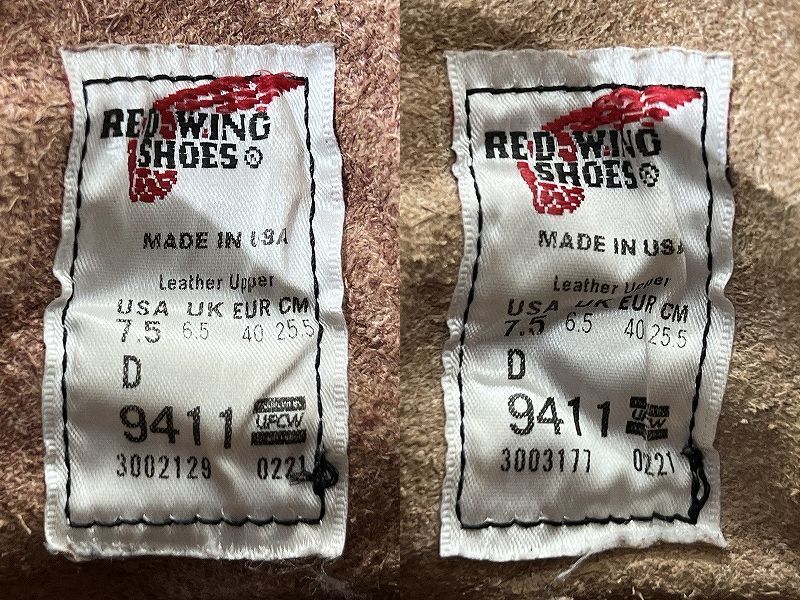 RED WING
SHOES®
MADE IN USA
Leather Upper
USA UK EUR CM
7.5 6.5 40 25.5
D
9411 UFCW
3002129 0221
RED WING
SHOES®
MADE IN USA
Leather Upper
USA UK EUR CM
7.5 6.5 40 25.5
D
9411 UFCW
3003177 0221